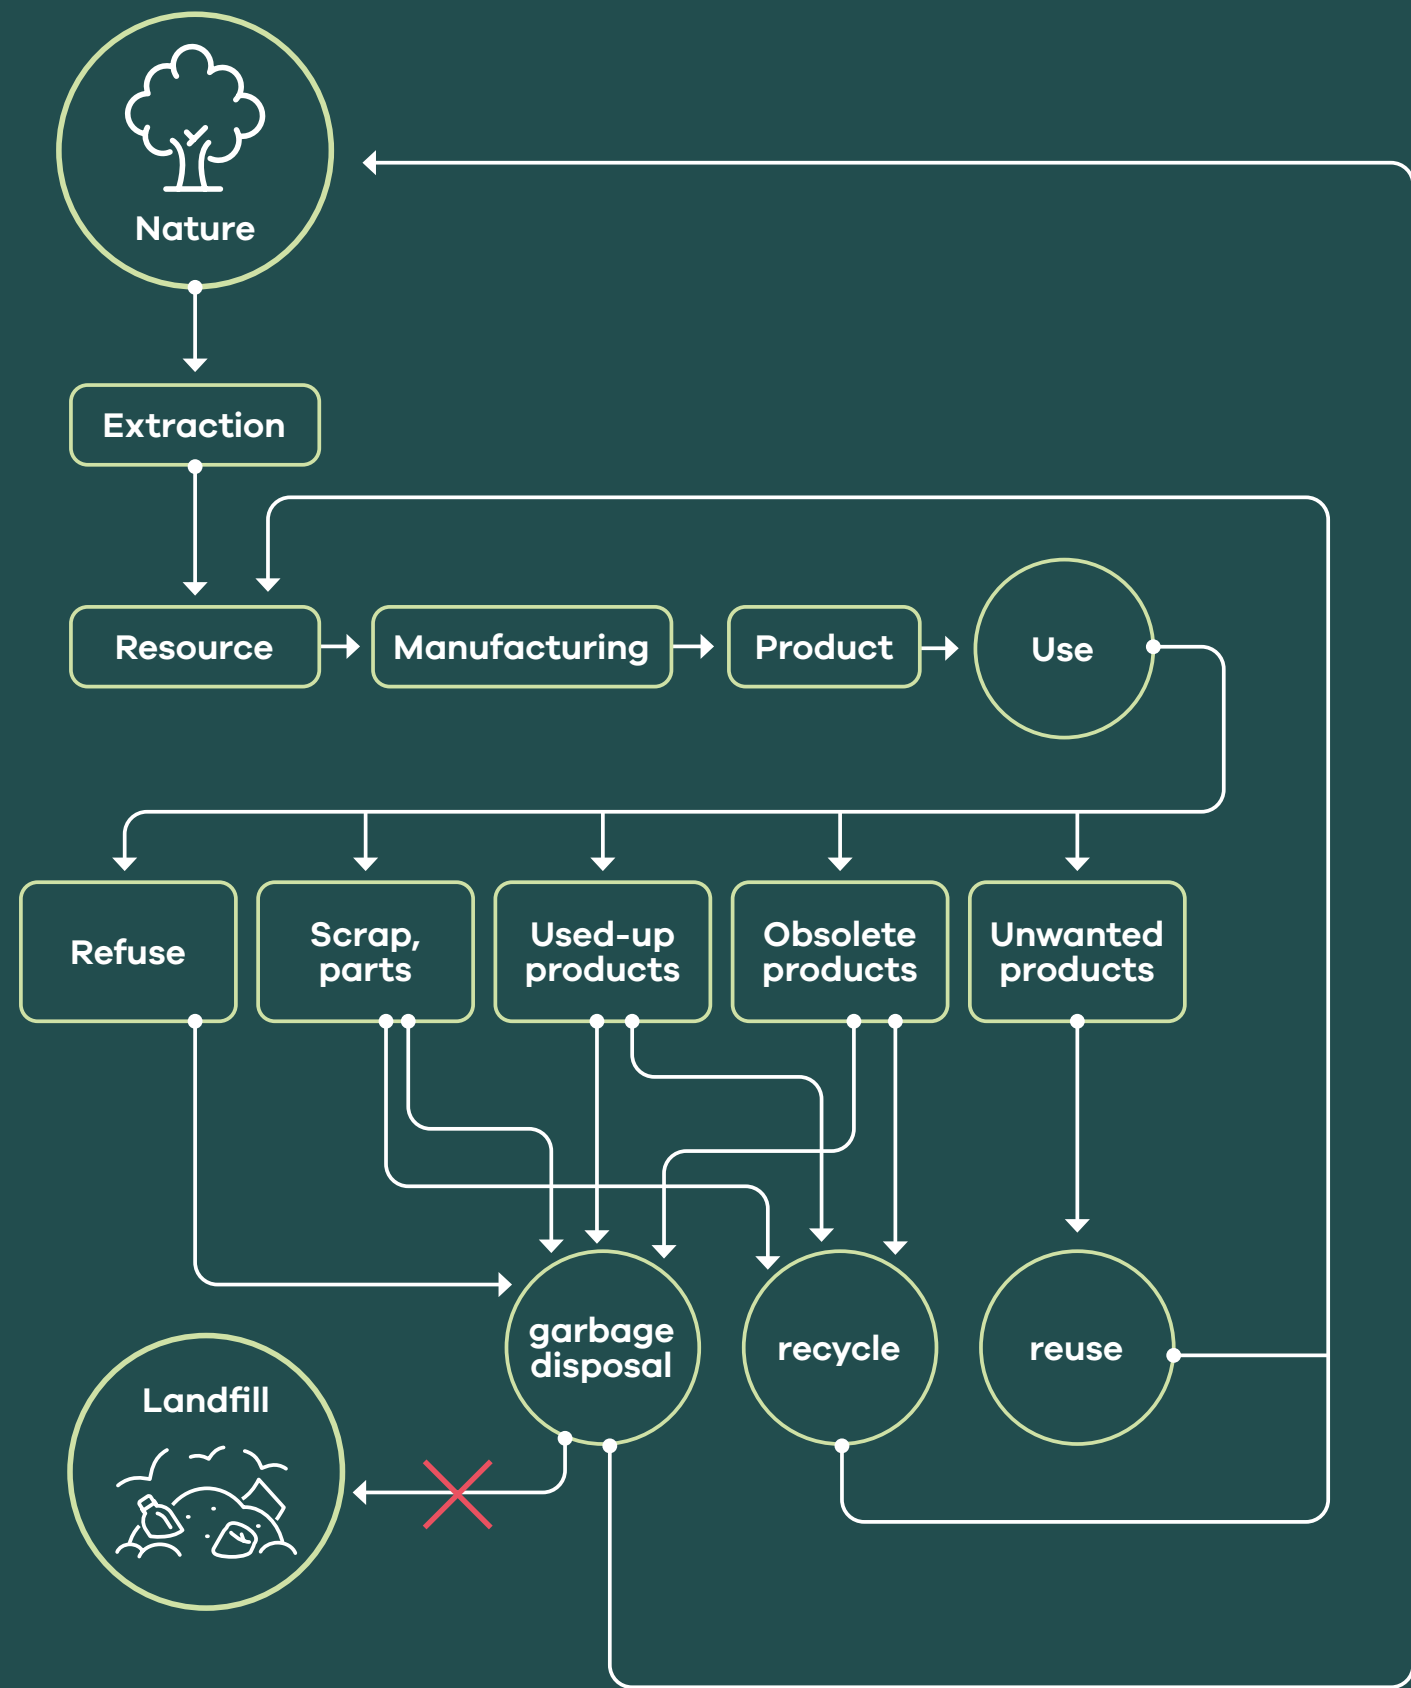 Nature
Extraction
Resource
Manufacturing
Product
Use
Refuse
Scrap,
parts
Used-up
products
Obsolete
products
Unwanted
products
garbage
disposal
recycle
reuse
Landfill